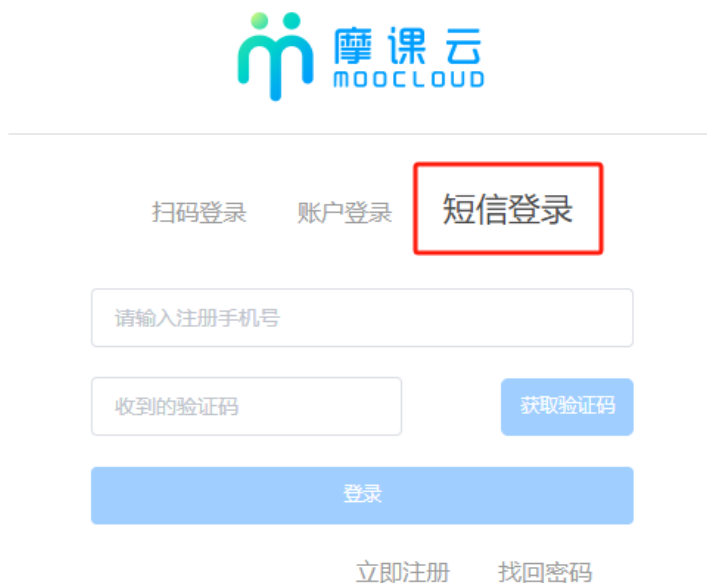 摩课云
MOOCLOUD
扫码登录 账户登录 短信登录
请输入注册手机号
收到的验证码 获取验证码
登录
立即注册 找回密码